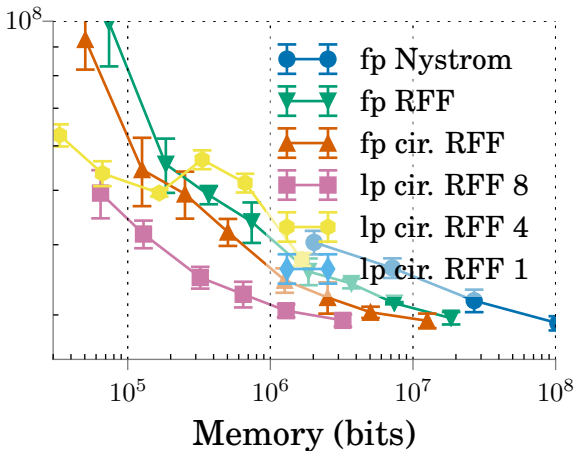 10^8
fp Nystrom
fp RFF
fp cir. RFF
lp cir. RFF 8
lp cir. RFF 4
lp cir. RFF 1
10^5 10^6 10^7 10^8
Memory (bits)